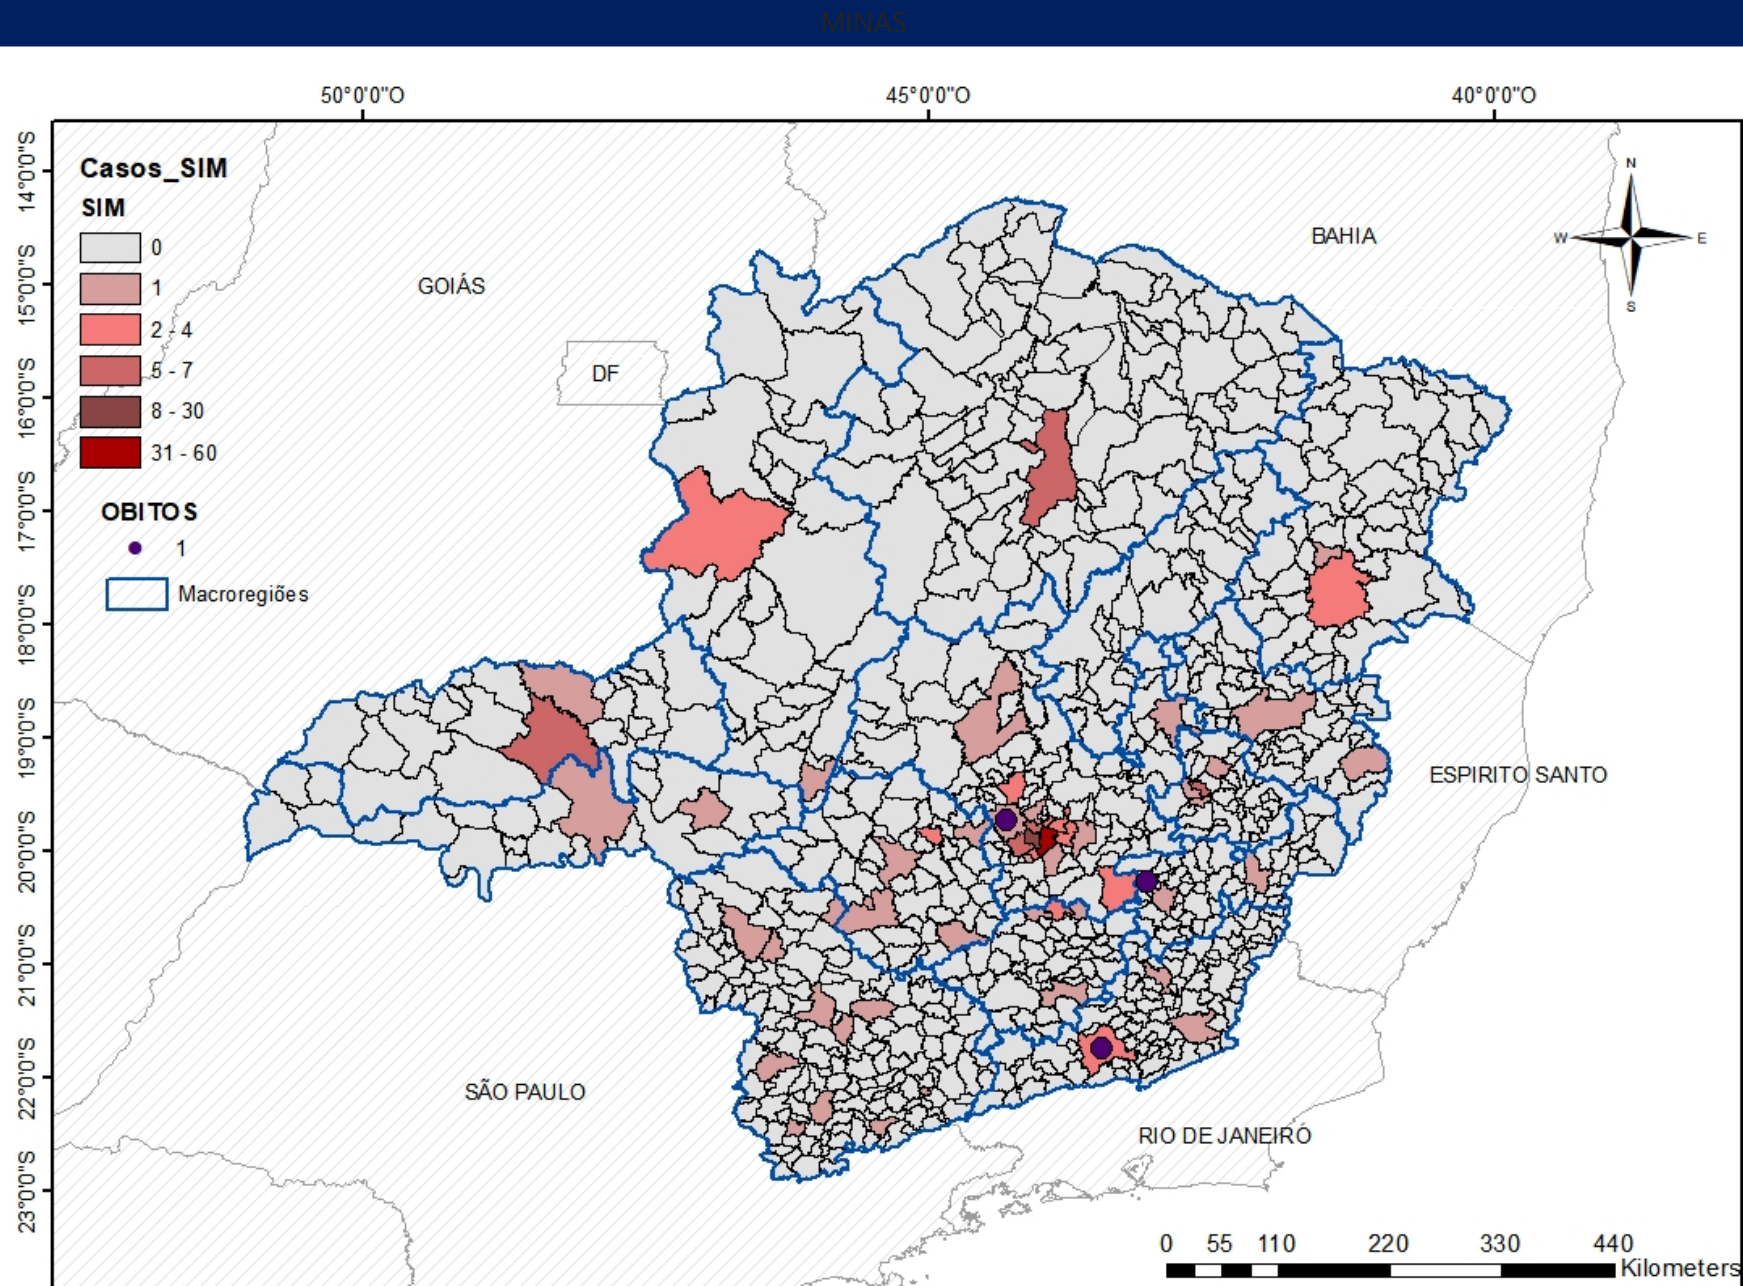 MINAS
50°0'0"O 45°0'0"O 40°0'0"O
14°0'0"S
15°0'0"S
16°0'0"S
17°0'0"S
18°0'0"S
19°0'0"S
20°0'0"S
21°0'0"S
22°0'0"S
23°0'0"S
Casos_SIM
SIM
0
1
2 - 4
5 - 7
8 - 30
31 - 60
OBITOS
1
Macroregiões
N
W E
S
BAHIA
GOIÁS
DF
ESPIRITO SANTO
SÃO PAULO
RIO DE JANEIRO
0 55 110 220 330 440
Kilometers